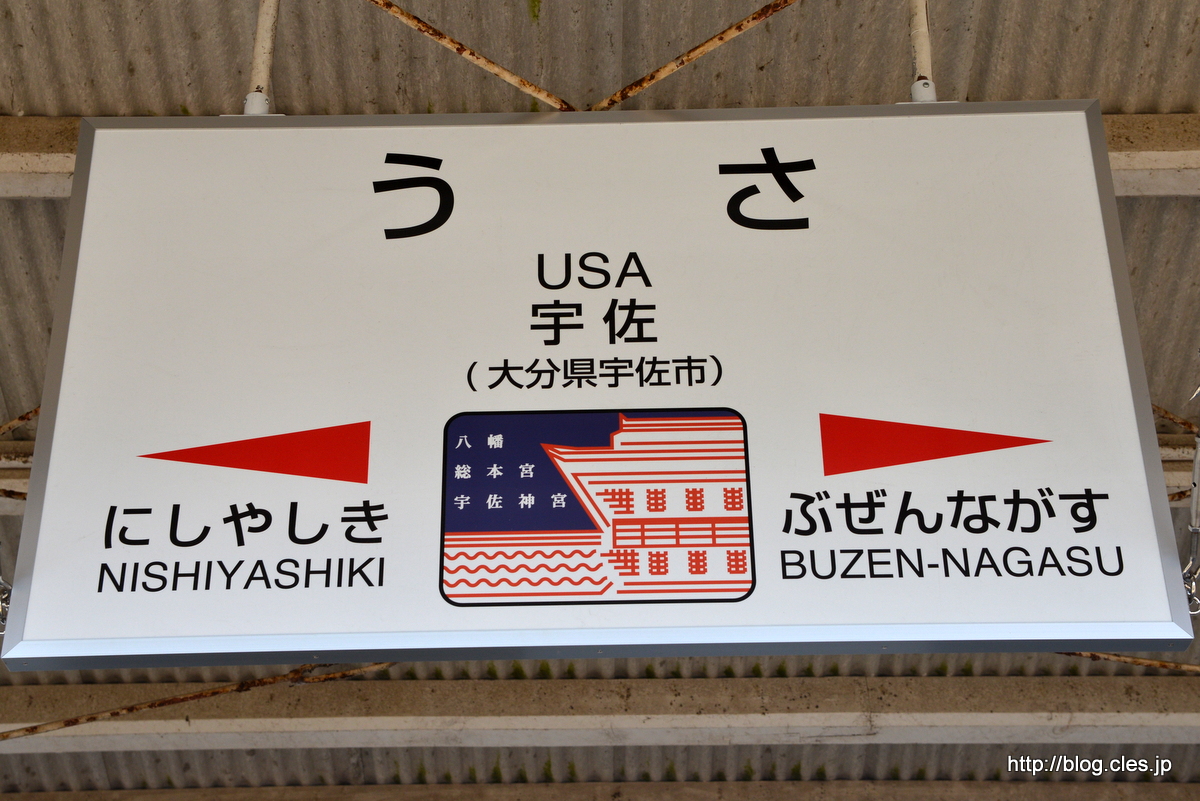 うさ
USA
宇佐
(大分県宇佐市)
八幡
総本宮
宇佐神宮
にしやしき
NISHIYASHIKI
ぶぜんながす
BUZEN-NAGASU
http://blog.cles.jp